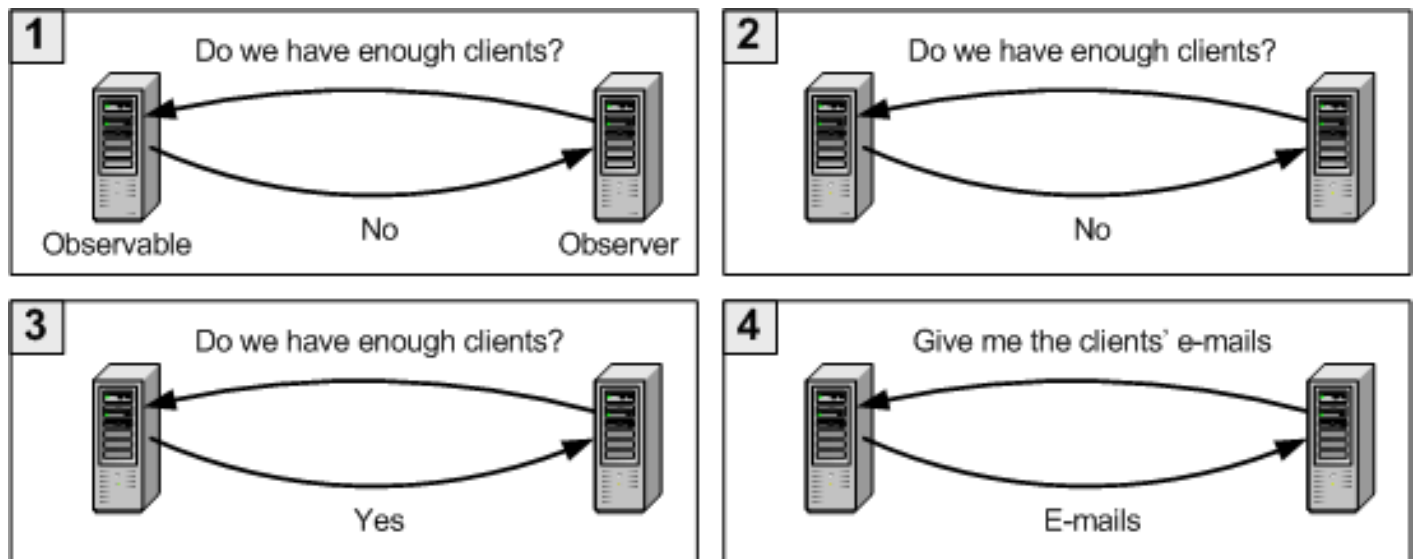 1
Do we have enough clients?
No
Observable
Observer
2
Do we have enough clients?
No
3
Do we have enough clients?
Yes
4
Give me the clients' e-mails
E-mails